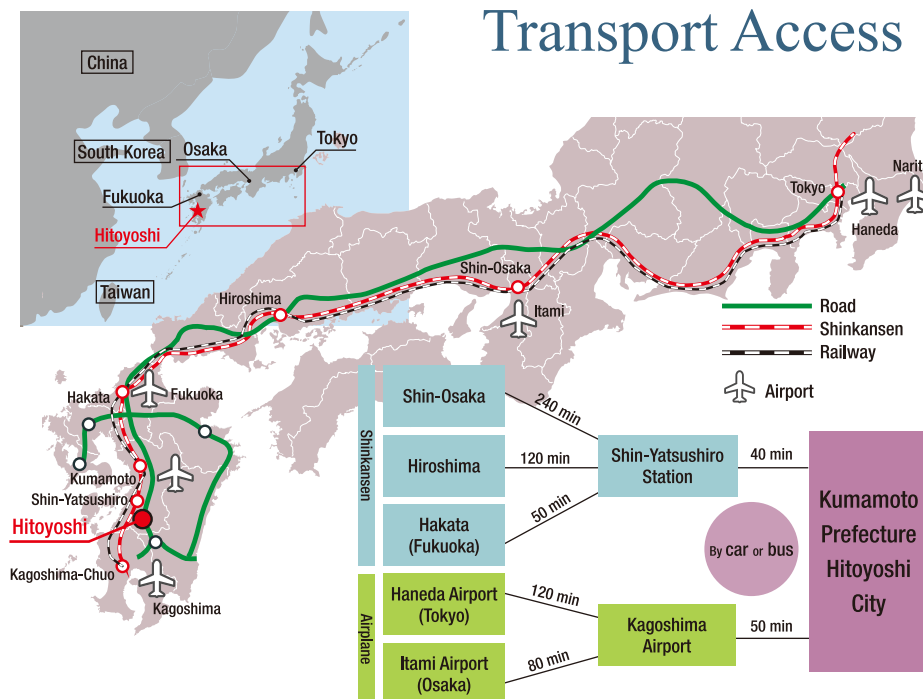 Transport Access
China
South Korea
Osaka
Tokyo
Fukuoka
Hitoyoshi
Taiwan
Narit
Tokyo
Haneda
Shin-Osaka
Itami
Hiroshima
Road
Shinkansen
Railway
Airport
Hakata
Fukuoka
Kumamoto
Shin-Yatsushiro
Hitoyoshi
Kagoshima-Chuo
Kagoshima
Shinkansen
Shin-Osaka
240 min
Hiroshima
120 min
Hakata
(Fukuoka)
50 min
Shin-Yatsushiro
Station
40 min
Airplane
Haneda Airport
(Tokyo)
120 min
Itami Airport
(Osaka)
80 min
Kagoshima
Airport
50 min
By car or bus
Kumamoto
Prefecture
Hitoyoshi
City